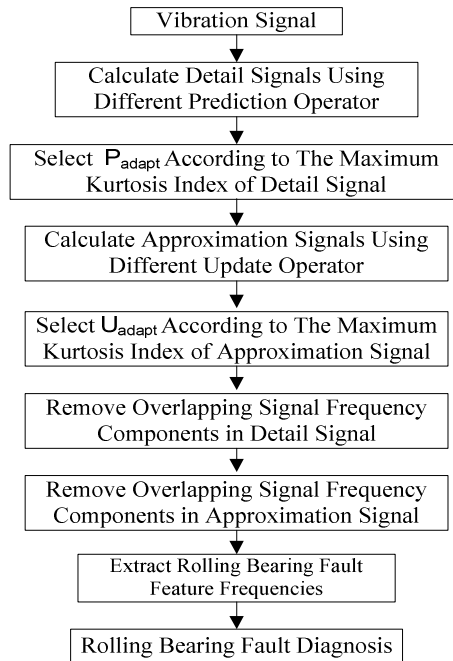 Vibration Signal
Calculate Detail Signals Using
Different Prediction Operator
Select Padapt According to The Maximum
Kurtosis Index of Detail Signal
Calculate Approximation Signals Using
Different Update Operator
Select Uadapt According to The Maximum
Kurtosis Index of Approximation Signal
Remove Overlapping Signal Frequency
Components in Detail Signal
Remove Overlapping Signal Frequency
Components in Approximation Signal
Extract Rolling Bearing Fault
Feature Frequencies
Rolling Bearing Fault Diagnosis